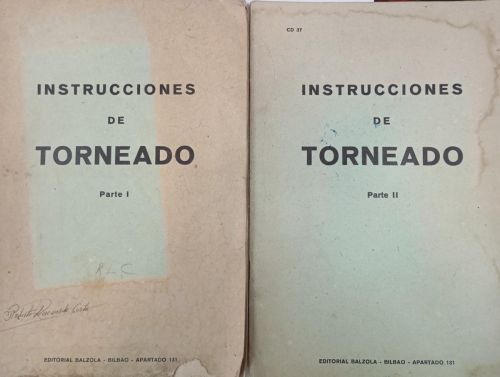 INSTRUCCIONES
DE
TORNEADO
Parte I
EDITORIAL BALZOLA - BILBAO - APARTADO 131
CD 37
INSTRUCCIONES
DE
TORNEADO
Parte II
EDITORIAL BALZOLA - BILBAO - APARTADO 131